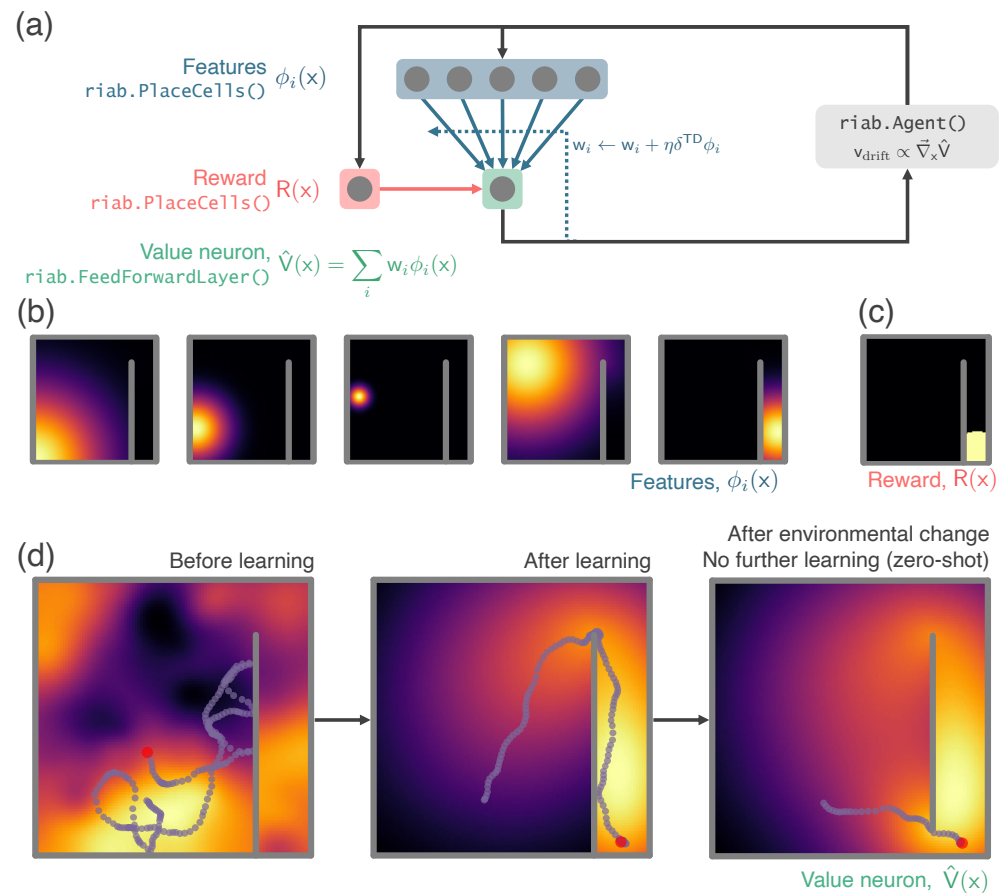 (a)
Features ϕᵢ(x)
riab.PlaceCells()
wᵢ ← wᵢ + ηδᵀᴰϕᵢ
riab.Agent()
v_drift ∝ ∇⃗ₓV̂
Reward R(x)
riab.PlaceCells()
Value neuron, V̂(x) = ∑ᵢ wᵢϕᵢ(x)
riab.FeedForwardLayer()
(b)
(c)
Features, ϕᵢ(x)
Reward, R(x)
(d)
Before learning
After learning
After environmental change
No further learning (zero-shot)
Value neuron, V̂(x)